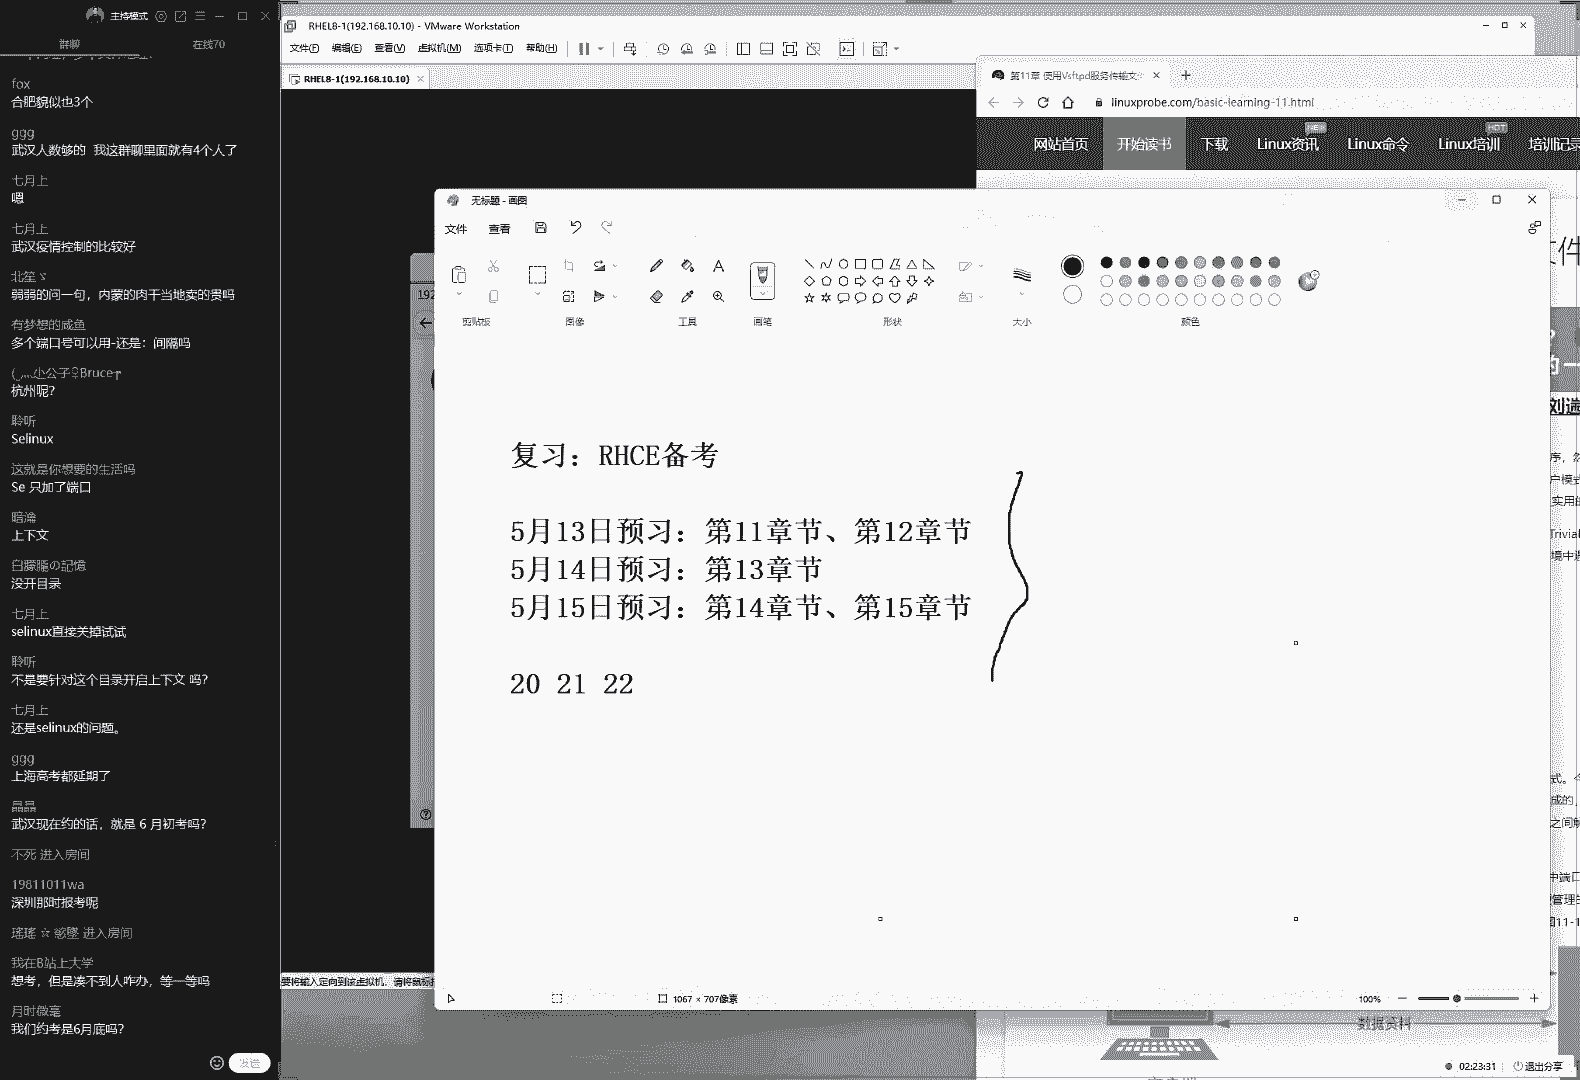 主持模式
群聊
在线70
fox
合肥貌似也3个
ggg
武汉人数够的 我这群聊里面就有4个人了
七月上
嗯
七月上
武汉疫情控制的比较好
北笙ゞ
弱弱的问一句，内蒙的肉干当地卖的贵吗
有梦想的咸鱼
多个端口号可以用-还是：间隔吗
杭州呢?
聆听
Selinux
这就是你想要的生活吗
Se 只加了端口
上下文
白朦朧の記憶
没开目录
七月上
selinux直接关掉试试
聆听
不是要针对这个目录开启上下文 吗?
七月上
还是selinux的问题。
ggg
上海高考都延期了
武汉现在约的话，就是 6 月初考吗?
不死 进入房间
19811011wa
深圳那时报考呢
进入房间
我在B站上大学
想考，但是凑不到人咋办，等一等吗
月时微毫
我们约考是6月底吗?
发送
RHEL8-1(192.168.10.10) - VMware Workstation
文件(F) 编辑(E) 查看(V) 虚拟机(M) 选项卡(T) 帮助(H)
RHEL8-1(192.168.10.10)
第11章 使用Vsftpd服务传输文
linuxprobe.com/basic-learning-11.html
网站首页 开始读书 下载 Linux资讯 NEW Linux命令 Linux培训 HOT 培训记录
无标题 - 画图
文件 查看
剪贴板 图像 工具 画笔 形状 大小 颜色
192
复习：RHCE备考
5月13日预习：第11章节、第12章节
5月14日预习：第13章节
5月15日预习：第14章节、第15章节
20 21 22
要将输入定向到该虚拟机，请将鼠标
1067 × 707像素
100%
数据资料
02:23:31
退出分享